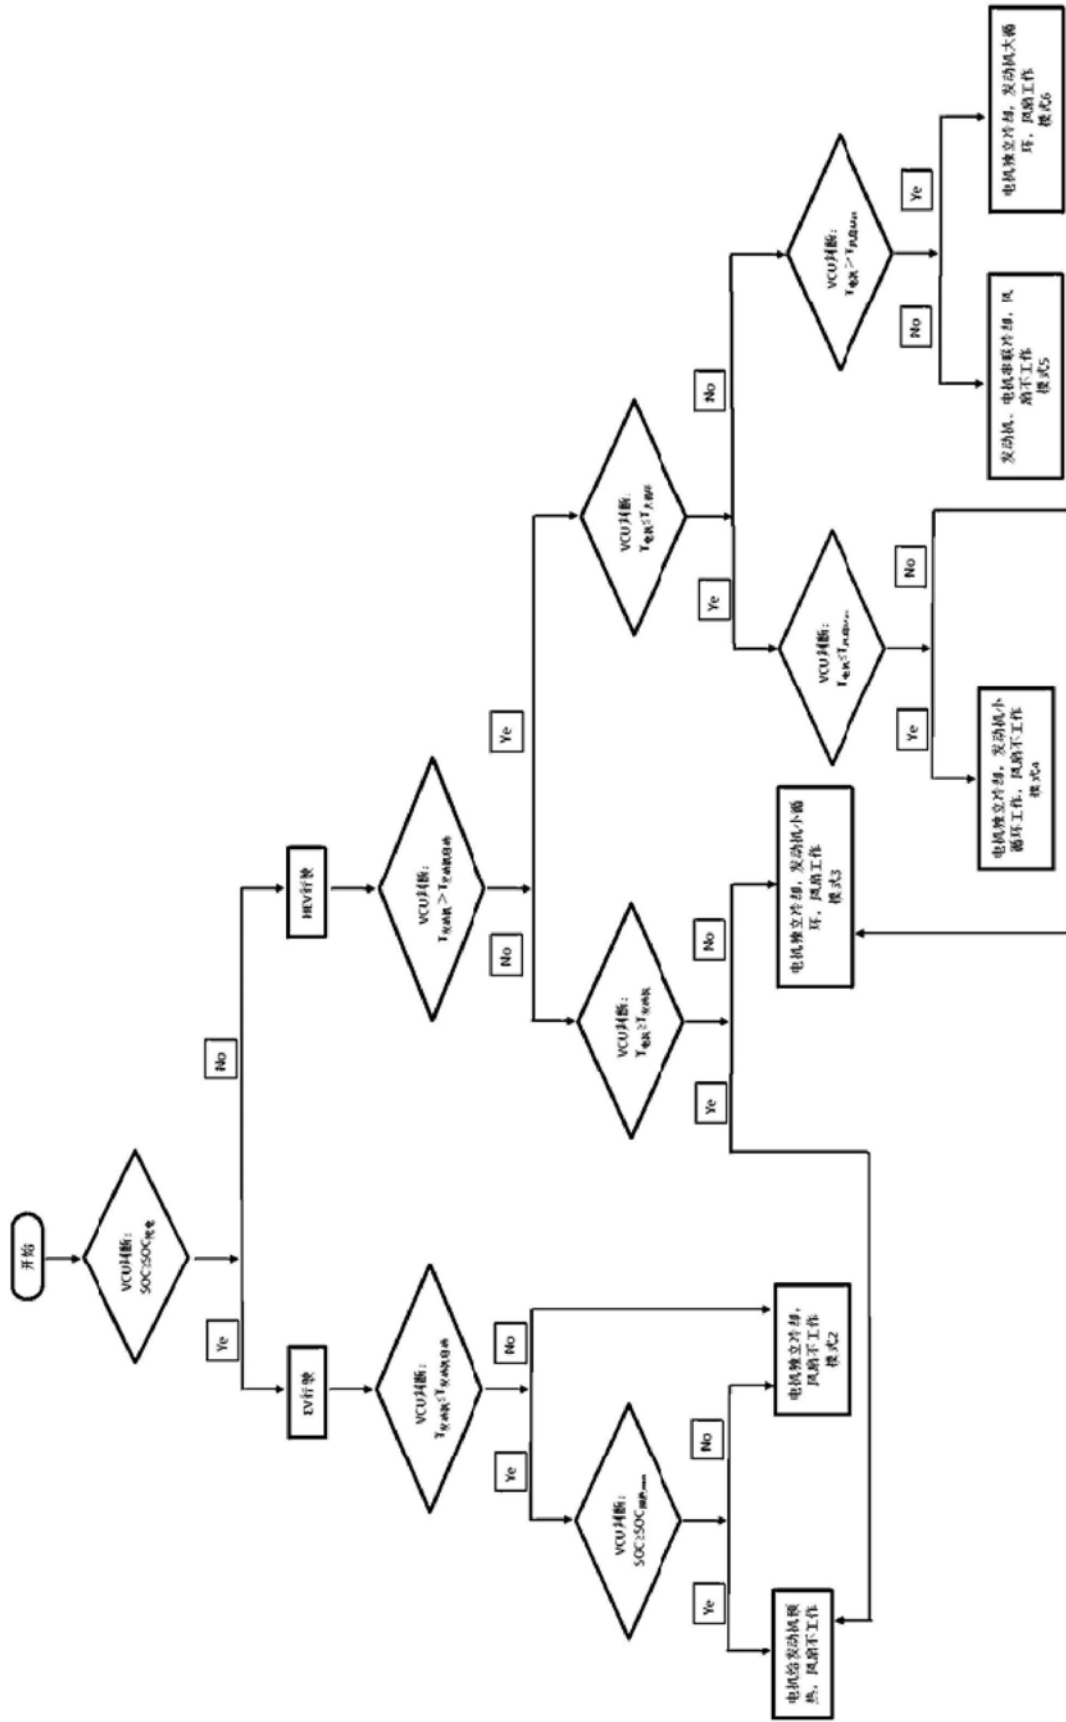 开始
VCU判断:
SOC≥SOC
Ye
No
EV行驶
HEV行驶
VCU判断:
T发动机≤T发动机启动
VCU判断:
T发动机＞T发动机启动
Ye
No
No
Ye
VCU判断:
SOC≥SOC
VCU判断:
T电机≥T发动机
VCU判断:
T电机≤T大循环
Ye
No
Ye
No
Ye
No
电机给发动机预
热，风扇不工作
电机独立冷却，
风扇不工作
模式2
电机独立冷却，发动机小循
环，风扇工作
模式3
VCU判断:
T电机≤T
VCU判断:
T电机＞T
Ye
No
No
Ye
电机独立冷却，发动机小
循环工作，风扇不工作
模式4
发动机、电机串联冷却，风
扇不工作
模式5
电机独立冷却，发动机大循
环，风扇工作
模式6